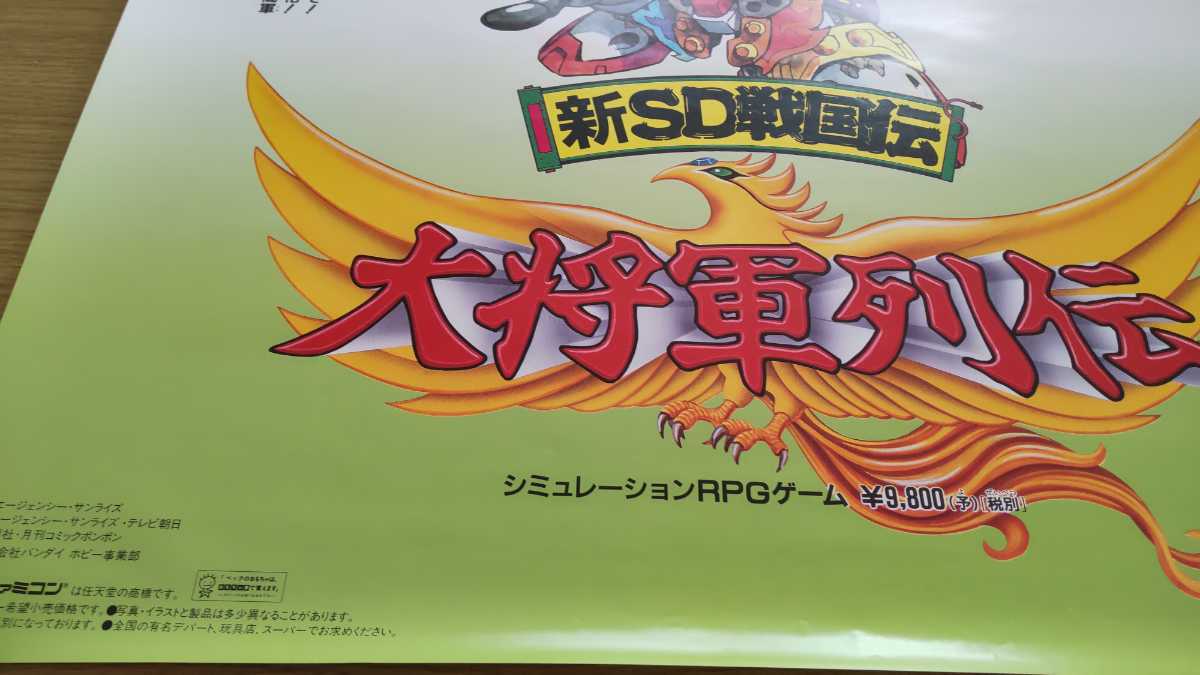 新SD戦国伝
大将軍列伝
シミュレーションRPGゲーム ¥9,800(予)[税別]
エージェンシー・サンライズ
ージェンシー・サンライズ・テレビ朝日
社・月刊コミックボンボン
会社バンダイ ホビー事業部
ァミコン®は任天堂の商標です。
ー希望小売価格です。●写真・イラストと製品は多少異なることがあります。
別になっております。●全国の有名デパート、玩具店、スーパーでお求めください。